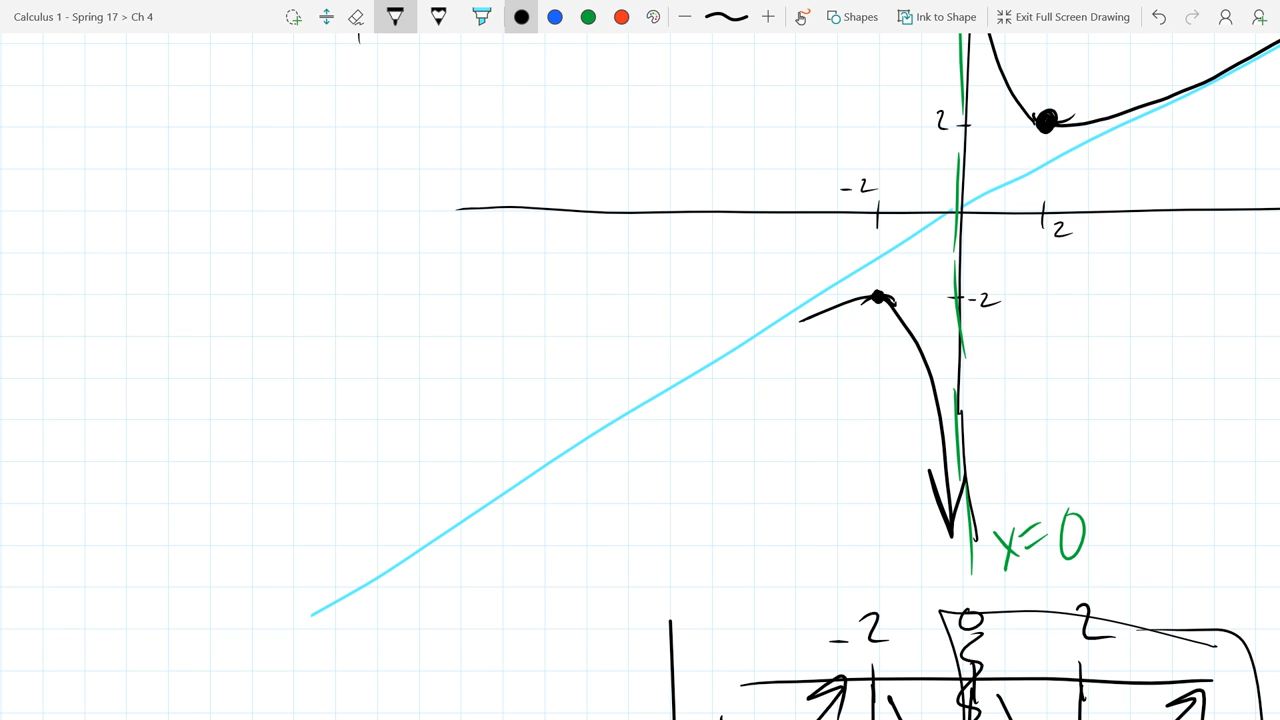 Calculus 1 - Spring 17 > Ch 4
Shapes
Ink to Shape
Exit Full Screen Drawing
2
-2
2
-2
x=0
-2 0 2